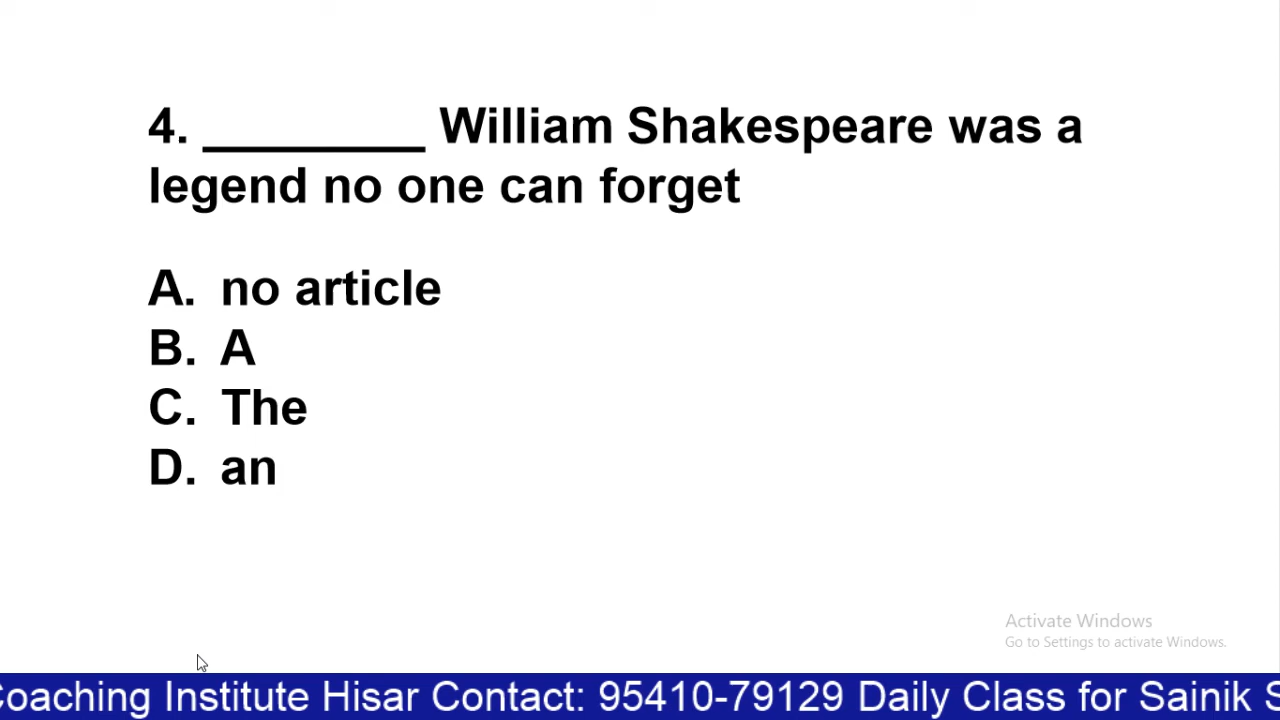 4. ________ William Shakespeare was a
legend no one can forget
A. no article
B. A
C. The
D. an
Activate Windows
Go to Settings to activate Windows.
Coaching Institute Hisar Contact: 95410-79129 Daily Class for Sainik S